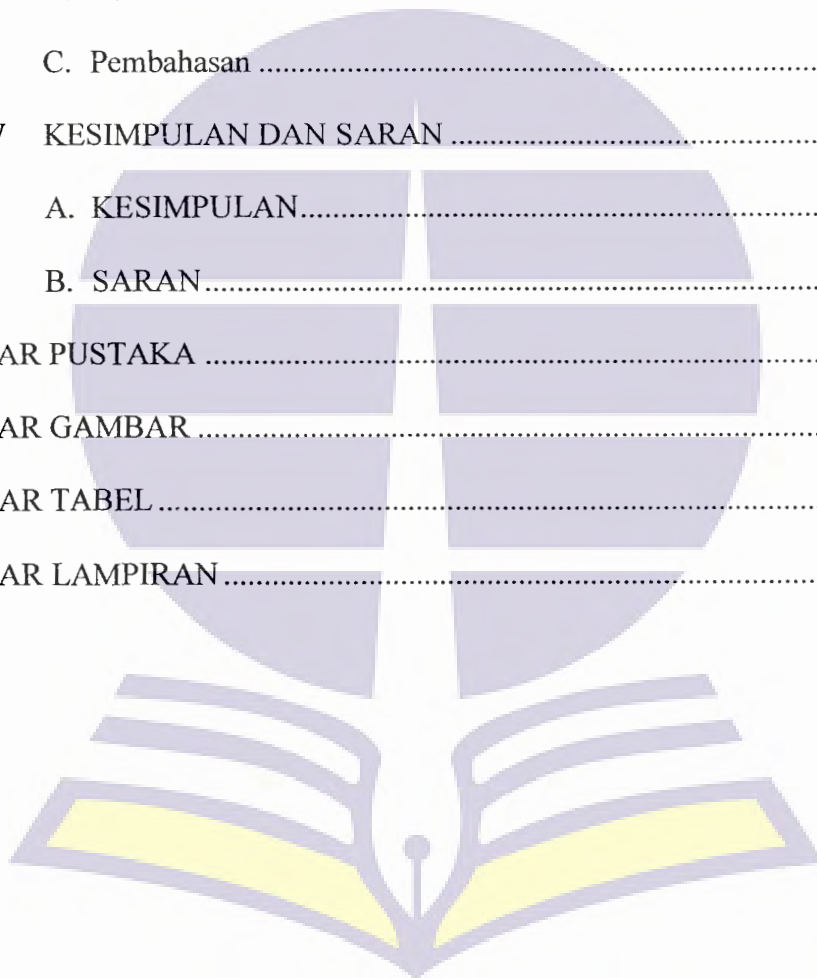 C. Pembahasan ....................................................................
KESIMPULAN DAN SARAN ..............................................
A. KESIMPULAN..............................................................
B. SARAN..........................................................................
AR PUSTAKA ........................................................................
AR GAMBAR .........................................................................
AR TABEL ..............................................................................
AR LAMPIRAN.......................................................................